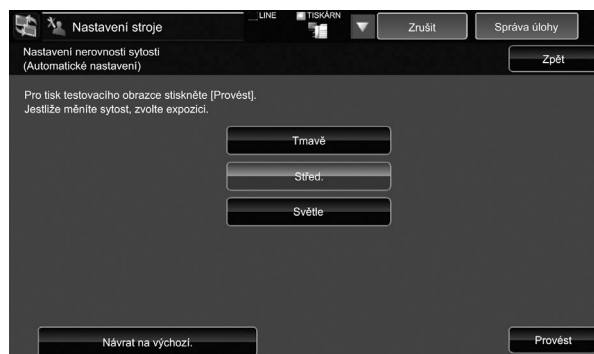 Nastavení stroje
LINE
TISKÁRN
Zrušit
Správa úlohy
Nastavení nerovnosti sytosti
(Automatické nastavení)
Zpět
Pro tisk testovacího obrazce stiskněte [Provést].
Jestliže měníte sytost, zvolte expozici.
Tmavě
Střed.
Světle
Návrat na výchozí.
Provést